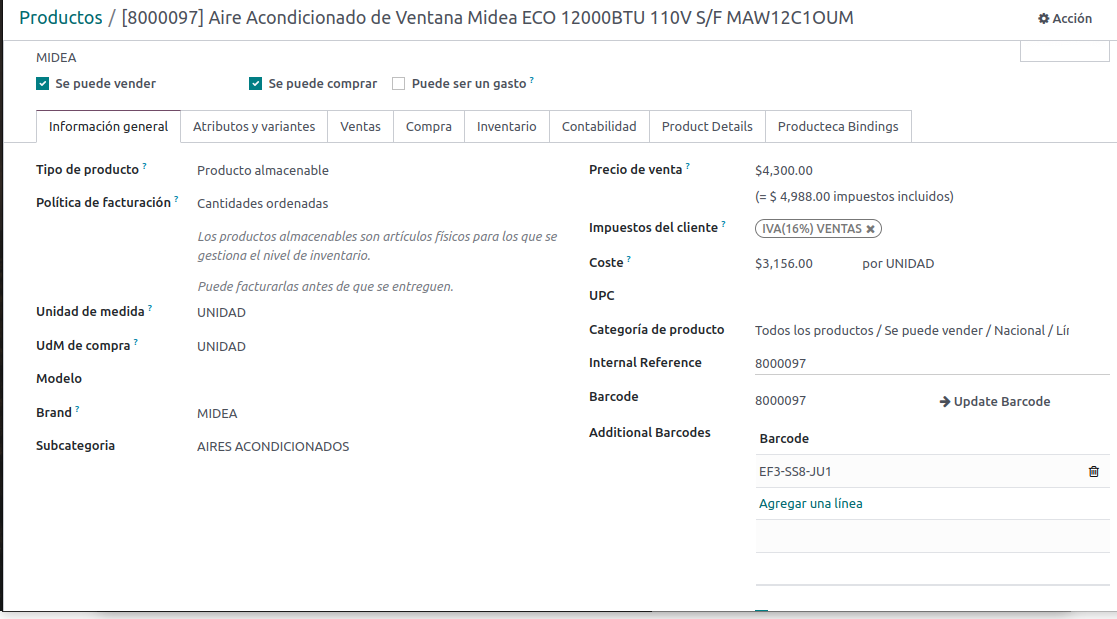 Productos / [8000097] Aire Acondicionado de Ventana Midea ECO 12000BTU 110V S/F MAW12C1OUM
Acción
MIDEA
Se puede vender
Se puede comprar
Puede ser un gasto ?
Información general
Atributos y variantes
Ventas
Compra
Inventario
Contabilidad
Product Details
Producteca Bindings
Tipo de producto ?
Producto almacenable
Política de facturación ?
Cantidades ordenadas
Los productos almacenables son artículos físicos para los que se
gestiona el nivel de inventario.
Puede facturarlas antes de que se entreguen.
Unidad de medida ?
UNIDAD
UdM de compra ?
UNIDAD
Modelo
Brand ?
MIDEA
Subcategoria
AIRES ACONDICIONADOS
Precio de venta ?
$4,300.00
(= $ 4,988.00 impuestos incluidos)
Impuestos del cliente ?
IVA(16%) VENTAS
Coste ?
$3,156.00 por UNIDAD
UPC
Categoría de producto
Todos los productos / Se puede vender / Nacional / Lír
Internal Reference
8000097
Barcode
8000097
Update Barcode
Additional Barcodes
Barcode
EF3-SS8-JU1
Agregar una línea